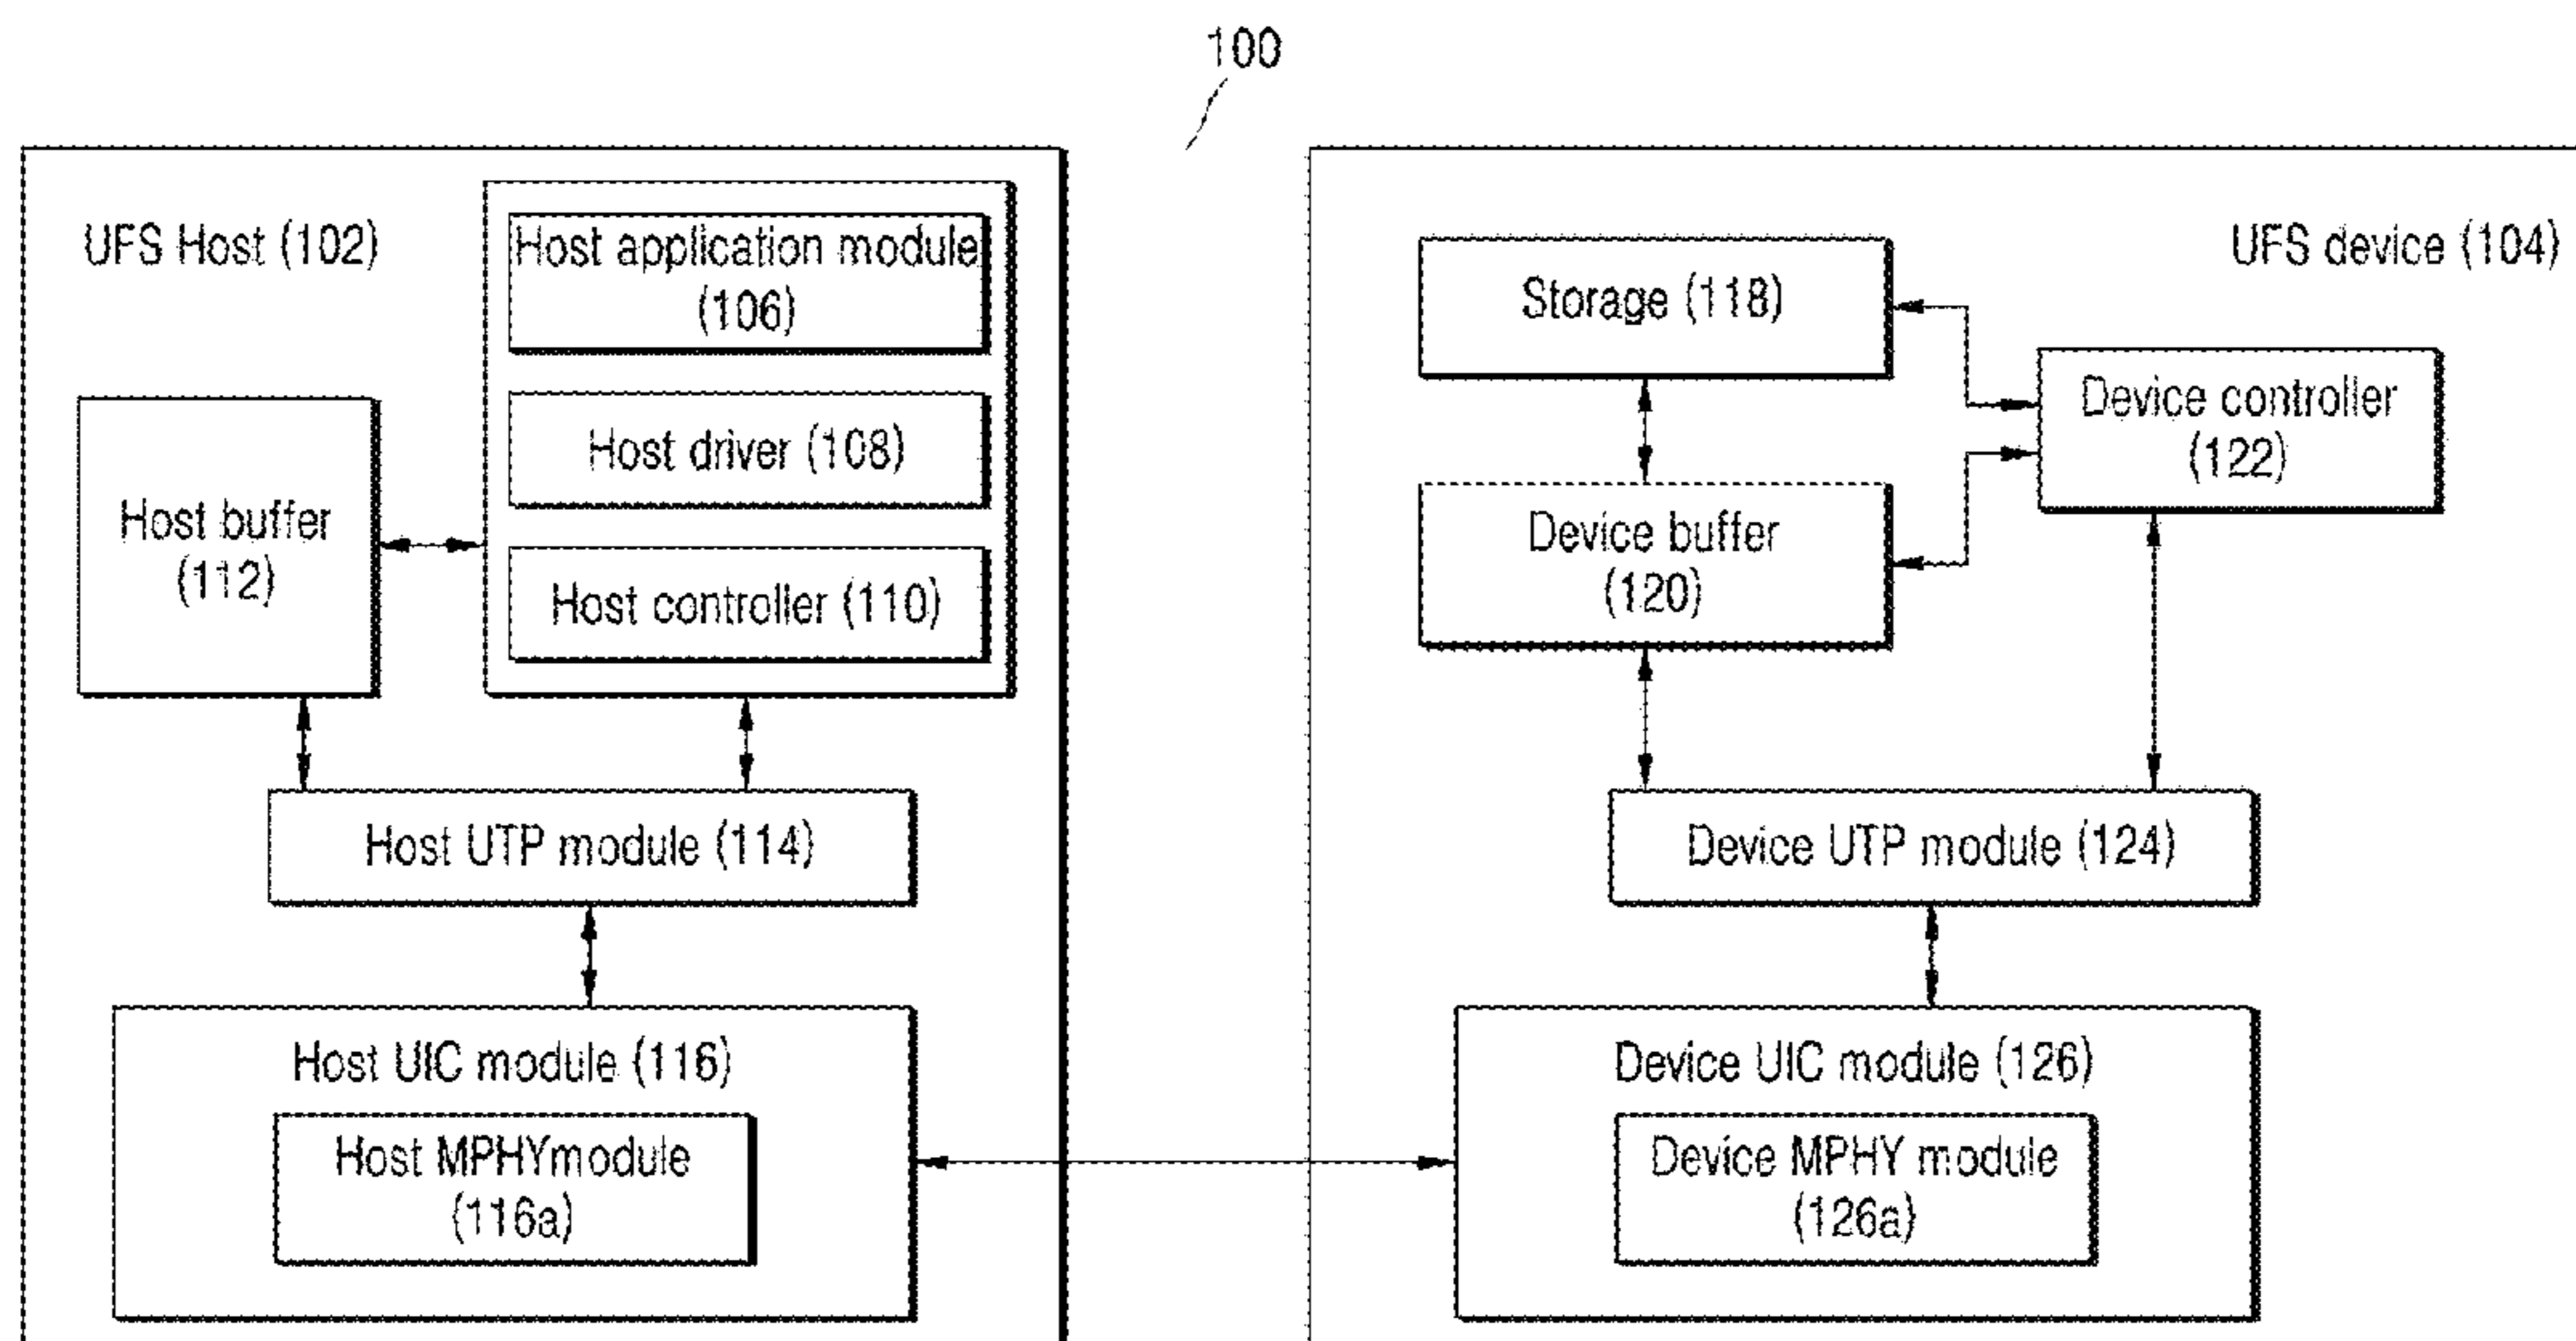 100
UFS Host (102)
Host application module
(106)
Host driver (108)
Host controller (110)
Host buffer
(112)
Host UTP module (114)
Host UIC module (116)
Host MPHYmodule
(116a)
UFS device (104)
Storage (118)
Device controller
(122)
Device buffer
(120)
Device UTP module (124)
Device UIC module (126)
Device MPHY module
(126a)